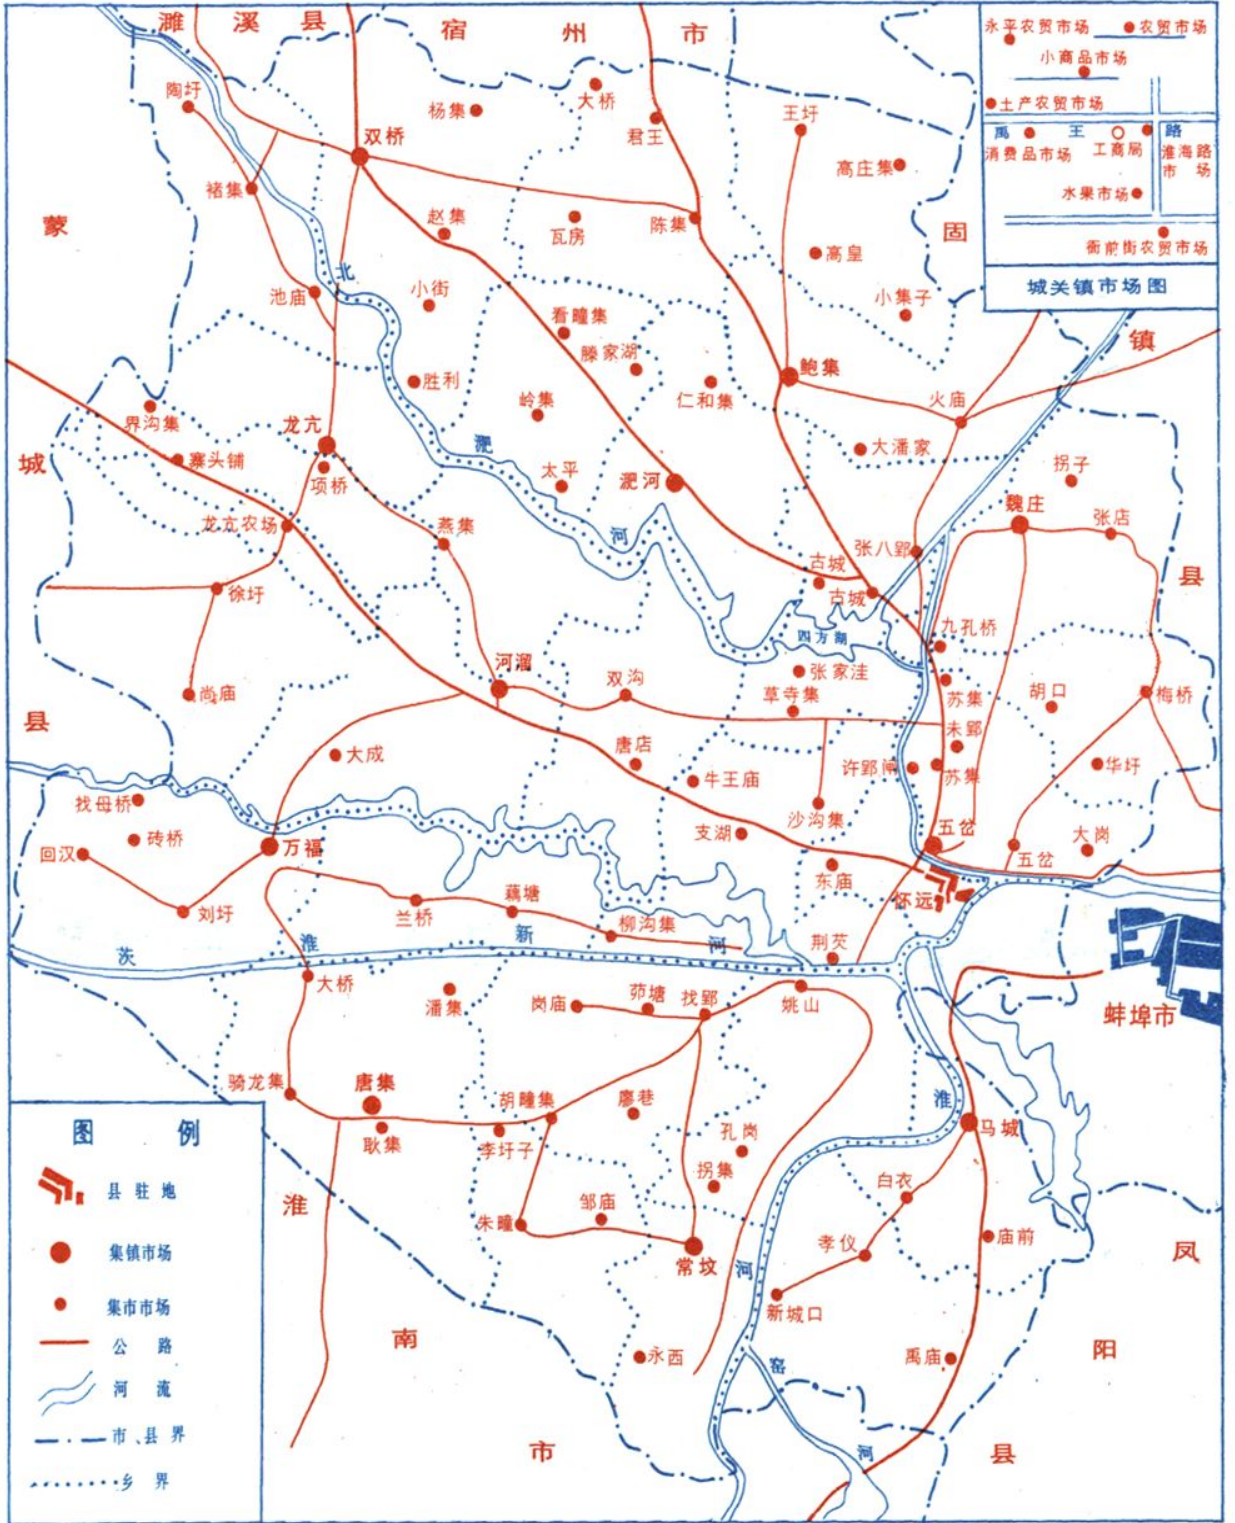 濉溪县
宿州市
永平农贸市场
农贸市场
小商品市场
土产农贸市场
禹王路
消费品市场
工商局
淮海路
市场
水果市场
衙前街农贸市场
城关镇市场图
陶圩
杨集
大桥
君王
王圩
双桥
高庄集
褚集
蒙
赵集
瓦房
陈集
固
高皇
北
池庙
小街
小集子
看疃集
滕家湖
镇
鲍集
胜利
岭集
仁和集
火庙
界沟集
龙亢
淝
大潘家
城
寨头铺
项桥
太平
淝河
拐子
魏庄
张店
龙亢农场
燕集
河
张八郢
古城
县
徐圩
古城
四方湖
九孔桥
河溜
双沟
张家洼
尚庙
草寺集
苏集
胡口
梅桥
县
大成
唐店
未郢
牛王庙
许郢闸
苏集
华圩
找母桥
沙沟集
砖桥
支湖
五岔
大岗
回汉
万福
五岔
东庙
刘圩
兰桥
藕塘
怀远
柳沟集
茨
淮
新
河
荆芡
大桥
潘集
岗庙
茆塘
找郢
姚山
蚌埠市
骑龙集
唐集
胡疃集
廖巷
淮
马城
耿集
李圩子
孔岗
拐集
白衣
淮
朱疃
邹庙
孝仪
庙前
凤
常坟
河
新城口
南
永西
窑
禹庙
阳
市
河
县
图例
县驻地
集镇市场
集市市场
公路
河流
市、县界
乡界